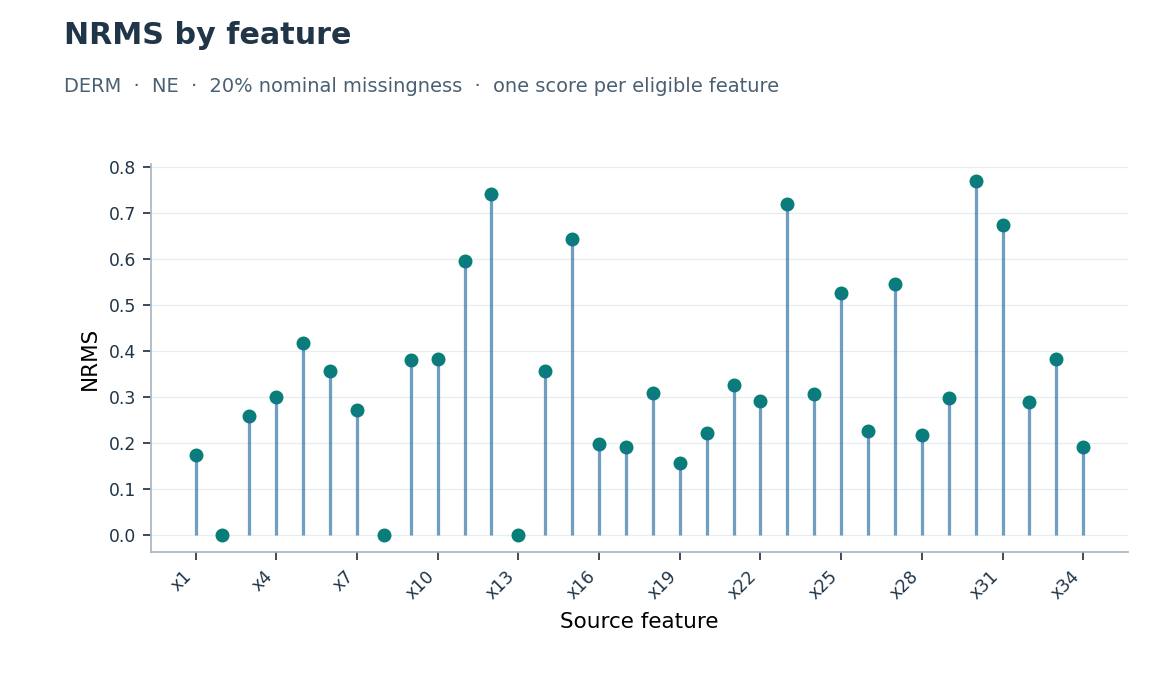 NRMS by feature
DERM · NE · 20% nominal missingness · one score per eligible feature
NRMS
0.8
0.7
0.6
0.5
0.4
0.3
0.2
0.1
0.0
x1 x4 x7 x10 x13 x16 x19 x22 x25 x28 x31 x34
Source feature